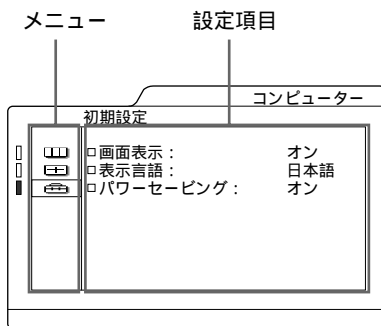 メニュー 設定項目
コンピューター
初期設定
画面表示： オン
表示言語： 日本語
パワーセービング： オン